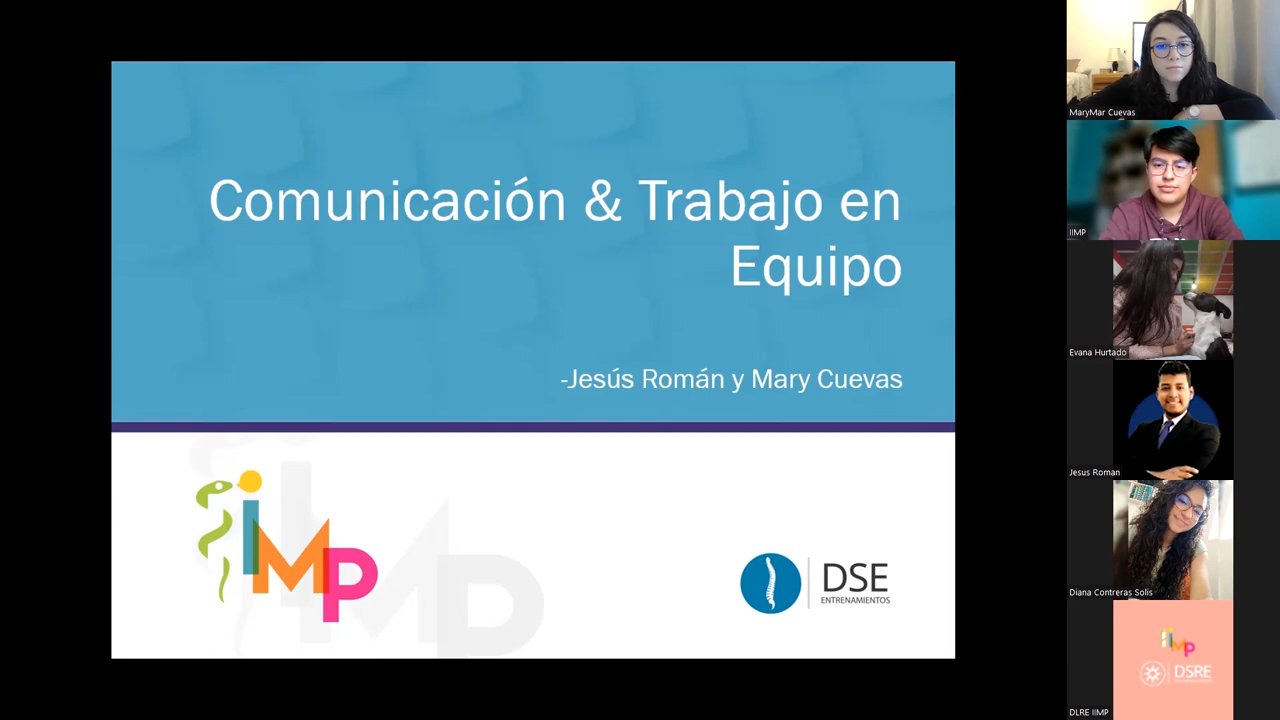 Comunicación & Trabajo en
Equipo
-Jesús Román y Mary Cuevas
iMP
DSE
ENTRENAMIENTOS
MaryMar Cuevas
IIMP
Evana Hurtado
Jesus Roman
Diana Contreras Solis
iMP
DSRE
DLRE IIMP